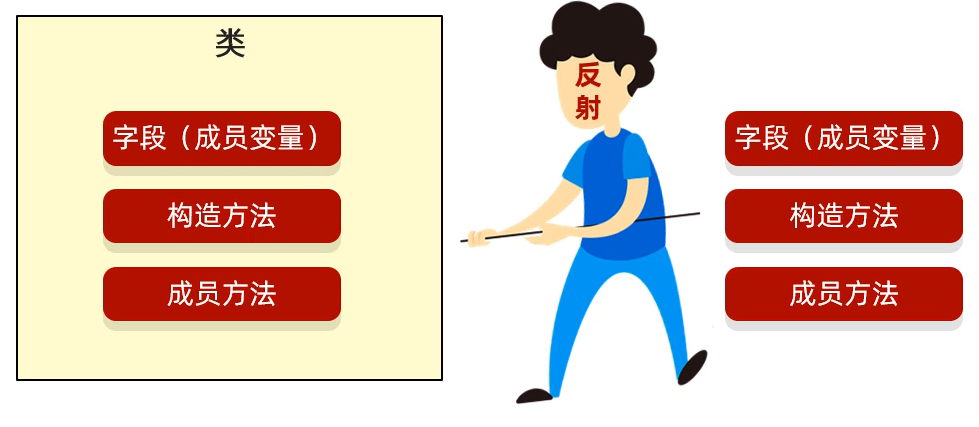 类
字段（成员变量）
构造方法
成员方法
反
射
字段（成员变量）
构造方法
成员方法